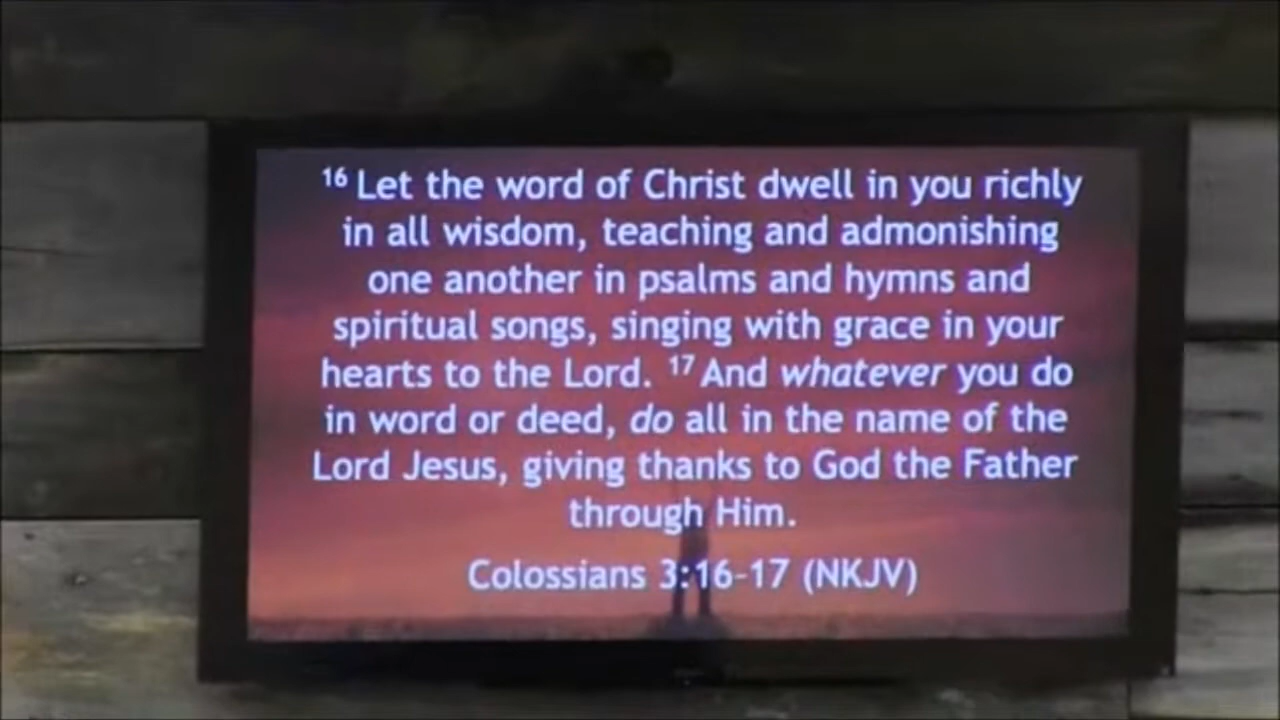 16 Let the word of Christ dwell in you richly
in all wisdom, teaching and admonishing
one another in psalms and hymns and
spiritual songs, singing with grace in your
hearts to the Lord. 17 And whatever you do
in word or deed, do all in the name of the
Lord Jesus, giving thanks to God the Father
through Him.
Colossians 3:16-17 (NKJV)